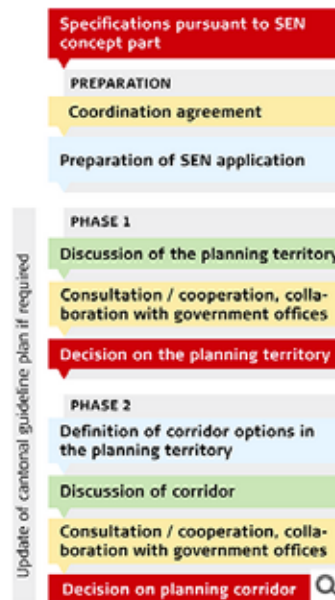 Specifications pursuant to SEN
concept part
PREPARATION
Coordination agreement
Preparation of SEN application
Update of cantonal guideline plan if required
PHASE 1
Discussion of the planning territory
Consultation / cooperation, colla-
boration with government offices
Decision on the planning territory
PHASE 2
Definition of corridor options in
the planning territory
Discussion of corridor
Consultation / cooperation, colla-
boration with government offices
Decision on planning corridor